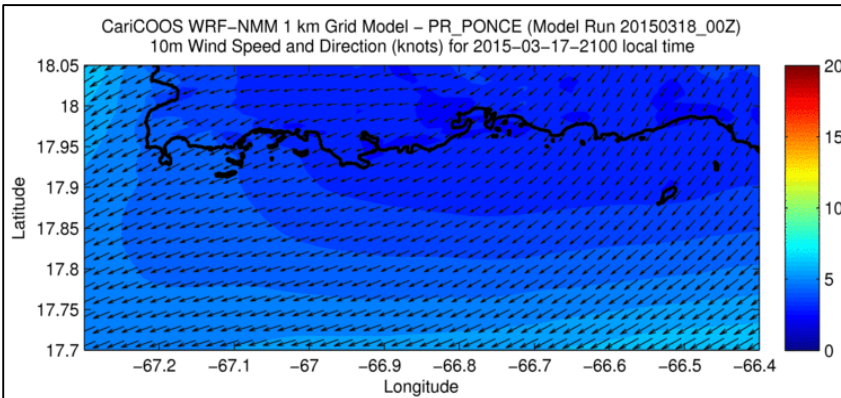 CariCOOS WRF−NMM 1 km Grid Model − PR_PONCE (Model Run 20150318_00Z)
10m Wind Speed and Direction (knots) for 2015−03−17−2100 local time
18.05
18
17.95
17.9
17.85
17.8
17.75
17.7
Latitude
−67.2 −67.1 −67 −66.9 −66.8 −66.7 −66.6 −66.5 −66.4
Longitude
20
15
10
5
0